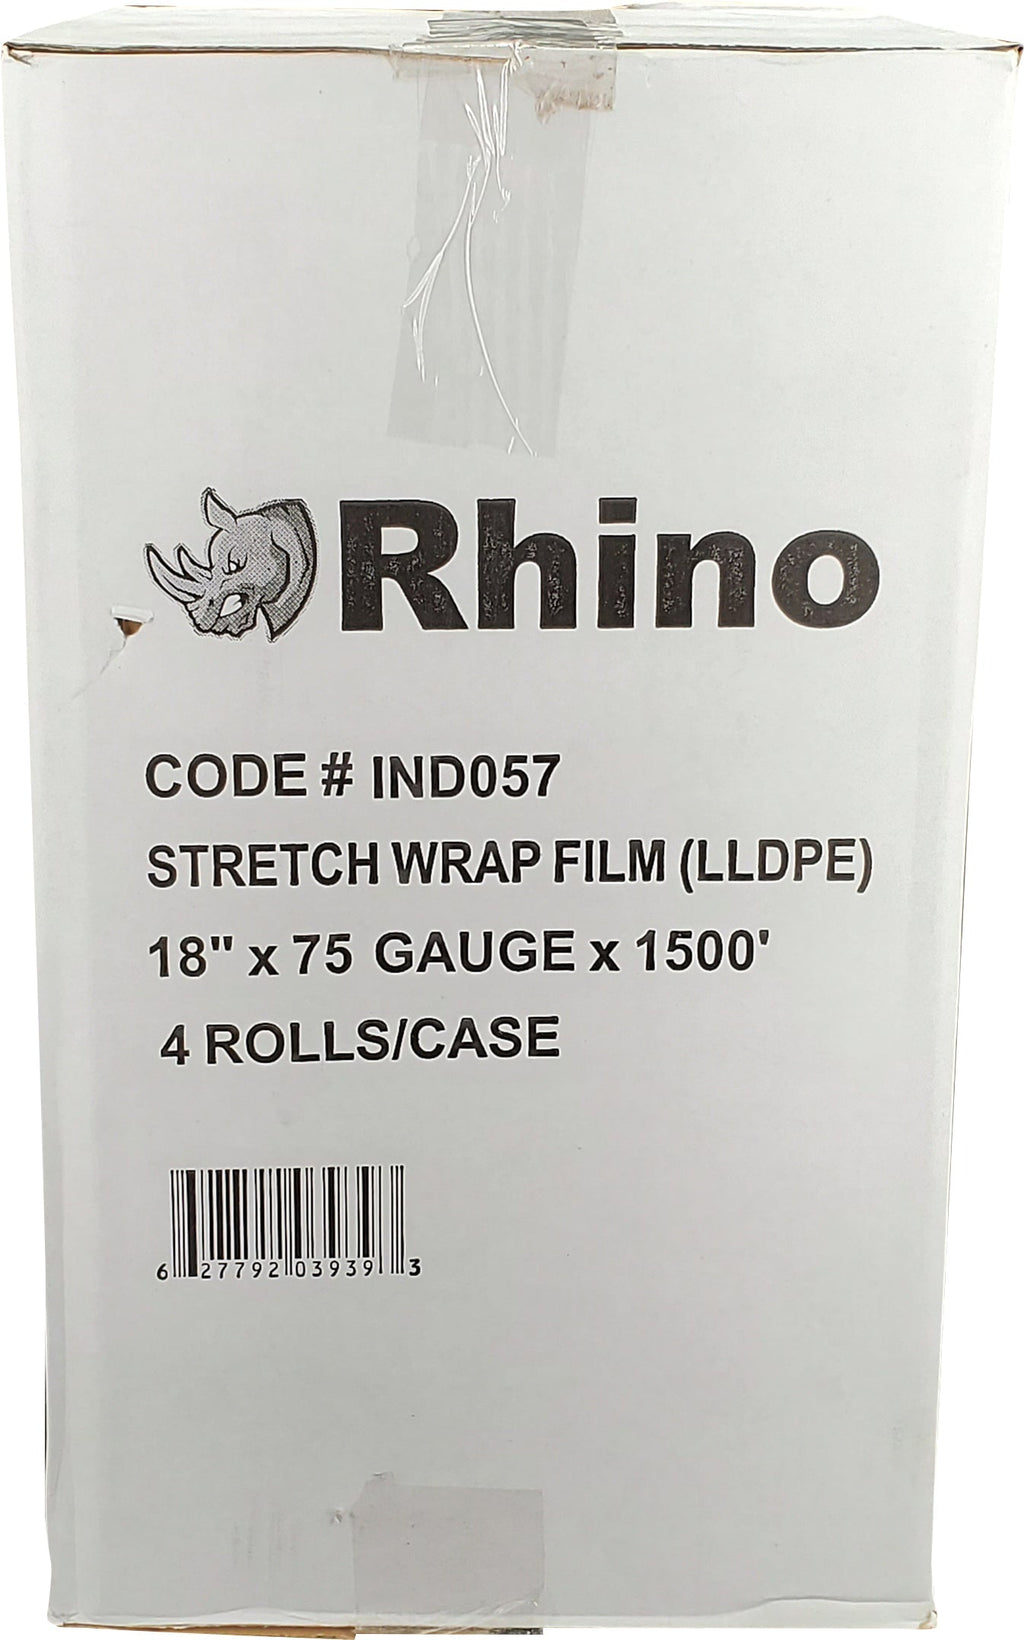 Rhino
CODE # IND057
STRETCH WRAP FILM (LLDPE)
18" x 75 GAUGE x 1500'
4 ROLLS/CASE
6 27792 03939 3